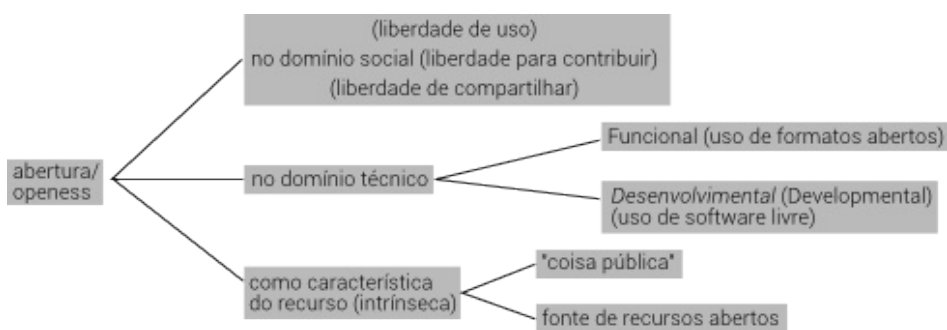 (liberdade de uso)
no domínio social (liberdade para contribuir)
(liberdade de compartilhar)
abertura/
openess
no domínio técnico
Funcional (uso de formatos abertos)
Desenvolvimental (Developmental)
(uso de software livre)
como característica
do recurso (intrínseca)
"coisa pública"
fonte de recursos abertos